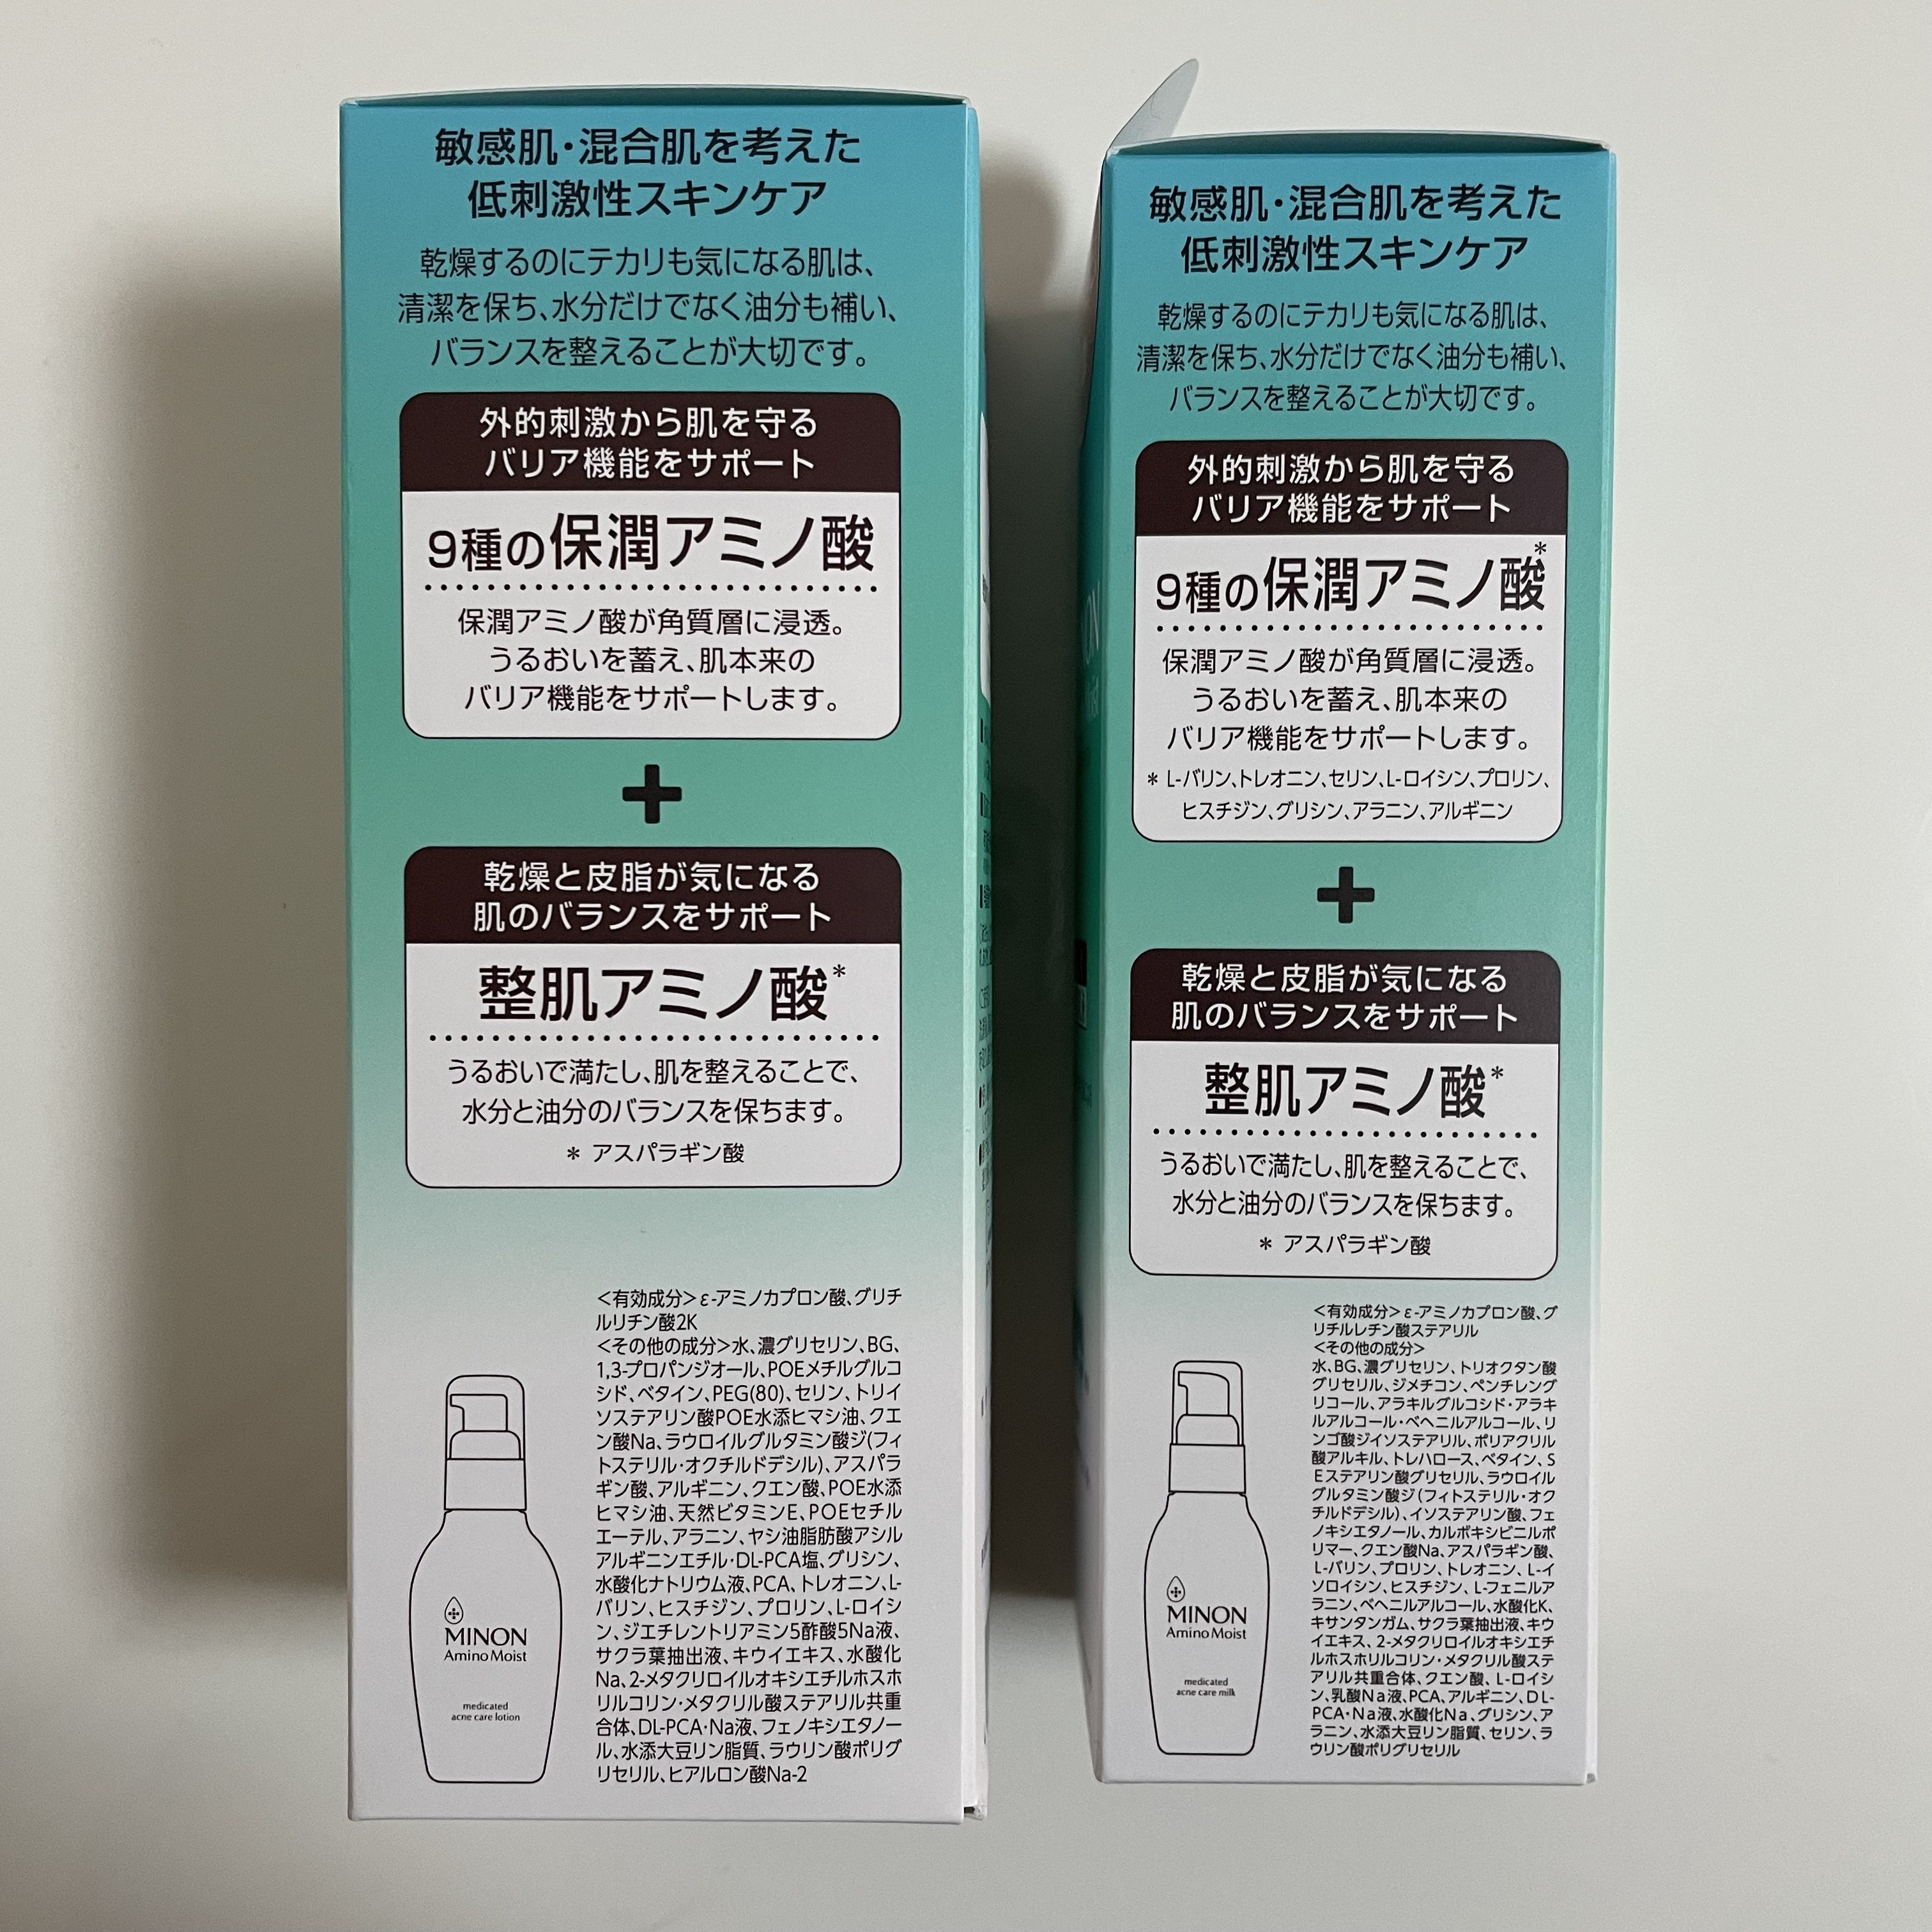 敏感肌・混合肌を考えた
低刺激性スキンケア
乾燥するのにテカリも気になる肌は、
清潔を保ち、水分だけでなく油分も補い、
バランスを整えることが大切です。
外的刺激から肌を守る
バリア機能をサポート
9種の保潤アミノ酸
保潤アミノ酸が角質層に浸透。
うるおいを蓄え、肌本来の
バリア機能をサポートします。
+
乾燥と皮脂が気になる
肌のバランスをサポート
整肌アミノ酸*
うるおいで満たし、肌を整えることで、
水分と油分のバランスを保ちます。
* アスパラギン酸
<有効成分>ε-アミノカプロン酸、グリチ
ルリチン酸2K
<その他の成分>水、濃グリセリン、BG、
1,3-プロパンジオール、POEメチルグルコ
シド、ベタイン、PEG(80)、セリン、トリイ
ソステアリン酸POE水添ヒマシ油、クエ
ン酸Na、ラウロイルグルタミン酸ジ(フィ
トステリル・オクチルドデシル)、アスパラ
ギン酸、アルギニン、クエン酸、POE水添
ヒマシ油、天然ビタミンE、POEセチル
エーテル、アラニン、ヤシ油脂肪酸アシル
アルギニンエチル・DL-PCA塩、グリシン、
水酸化ナトリウム液、PCA、トレオニン、L-
バリン、ヒスチジン、プロリン、L-ロイシ
ン、ジエチレントリアミン5酢酸5Na液、
サクラ葉抽出液、キウイエキス、水酸化
Na、2-メタクリロイルオキシエチルホスホ
リルコリン・メタクリル酸ステアリル共重
合体、DL-PCA・Na液、フェノキシエタノー
ル、水添大豆リン脂質、ラウリン酸ポリグ
リセリル、ヒアルロン酸Na-2
MINON
Amino Moist
medicated
acne care lotion
敏感肌・混合肌を考えた
低刺激性スキンケア
乾燥するのにテカリも気になる肌は、
清潔を保ち、水分だけでなく油分も補い、
バランスを整えることが大切です。
外的刺激から肌を守る
バリア機能をサポート
9種の保潤アミノ酸*
保潤アミノ酸が角質層に浸透。
うるおいを蓄え、肌本来の
バリア機能をサポートします。
* L-バリン、トレオニン、セリン、L-ロイシン、プロリン、
ヒスチジン、グリシン、アラニン、アルギニン
+
乾燥と皮脂が気になる
肌のバランスをサポート
整肌アミノ酸*
うるおいで満たし、肌を整えることで、
水分と油分のバランスを保ちます。
* アスパラギン酸
<有効成分>ε-アミノカプロン酸、グ
リチルレチン酸ステアリル
<その他の成分>
水、BG、濃グリセリン、トリオクタン酸
グリセリル、ジメチコン、ペンチレング
リコール、アラキルグルコシド・アラキ
ルアルコール・ベヘニルアルコール、リ
ンゴ酸ジイソステアリル、ポリアクリル
酸アルキル、トレハロース、ベタイン、S
Eステアリン酸グリセリル、ラウロイル
グルタミン酸ジ(フィトステリル・オク
チルドデシル)、イソステアリン酸、フェ
ノキシエタノール、カルボキシビニルポ
リマー、クエン酸Na、アスパラギン酸、
L-バリン、プロリン、トレオニン、L-イ
ソロイシン、ヒスチジン、L-フェニルア
ラニン、ベヘニルアルコール、水酸化K、
キサンタンガム、サクラ葉抽出液、キウ
イエキス、2-メタクリロイルオキシエチ
ルホスホリルコリン・メタクリル酸ステ
アリル共重合体、クエン酸、L-ロイシ
ン、乳酸Na液、PCA、アルギニン、DL-
PCA・Na液、水酸化Na、グリシン、ア
ラニン、水添大豆リン脂質、セリン、ラ
ウリン酸ポリグリセリル
MINON
Amino Moist
medicated
acne care milk